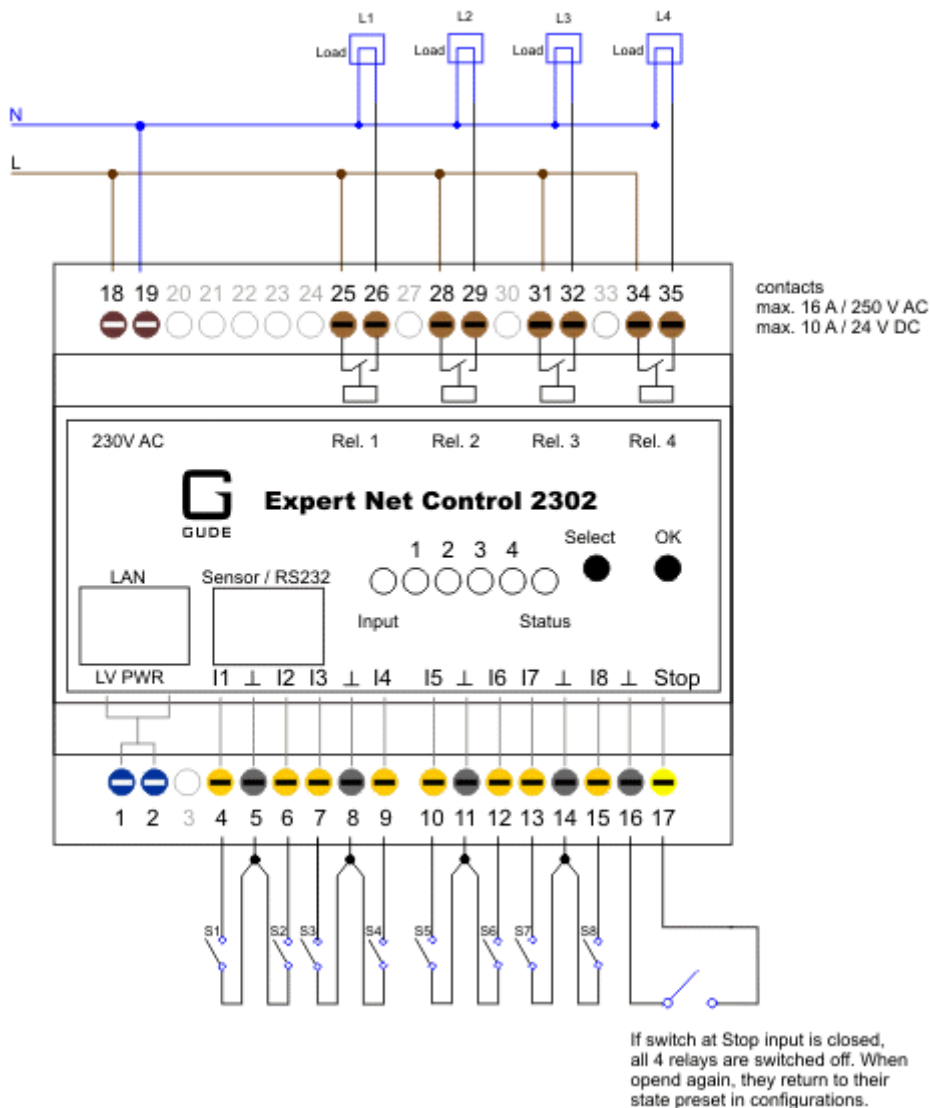 L1 L2 L3 L4
Load Load Load Load
N
L
18 19 20 21 22 23 24 25 26 27 28 29 30 31 32 33 34 35
contacts
max. 16 A / 250 V AC
max. 10 A / 24 V DC
230V AC Rel. 1 Rel. 2 Rel. 3 Rel. 4
G
GUDE
Expert Net Control 2302
Select OK
1 2 3 4
LAN Sensor / RS232
Input Status
LV PWR I1 ⊥ I2 I3 ⊥ I4 I5 ⊥ I6 I7 ⊥ I8 ⊥ Stop
1 2 3 4 5 6 7 8 9 10 11 12 13 14 15 16 17
S1 S2 S3 S4 S5 S6 S7 S8
If switch at Stop input is closed,
all 4 relays are switched off. When
opend again, they return to their
state preset in configurations.